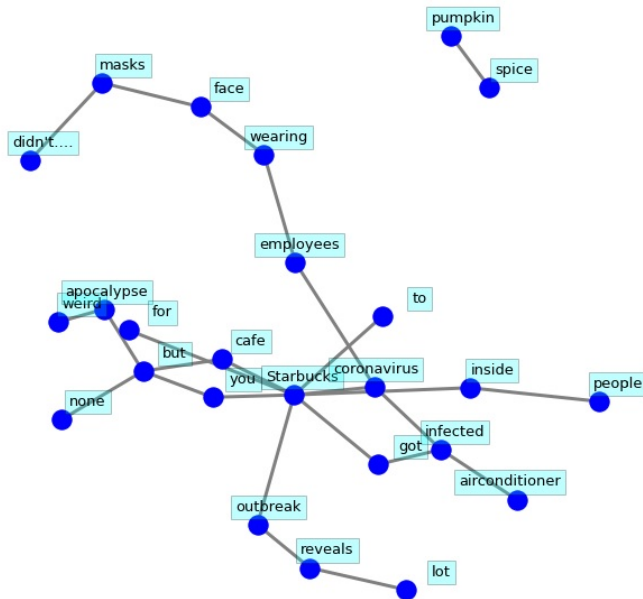 pumpkin
masks
spice
face
didn't....
wearing
employees
apocalypse
to
weird
for
cafe
but
coronavirus
inside
you
Starbucks
people
none
infected
got
airconditioner
outbreak
reveals
lot